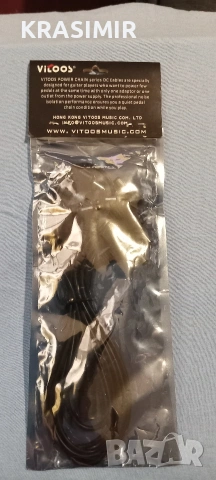 KRASIMIR
VITOOS
VITOOS POWER CHAIN series DC Cables are specially
designed for guitar players who want to power few
pedals at the same time with only one adaptor or one
outlet from the power supply. The professional noise
isolation performance ensures you a quiet pedal
chain condition while you play.
HONG KONG VITOOS MUSIC COM. LTD
INFO@VITOOSMUSIC.COM
WWW.VITOOSMUSIC.COM
bazar